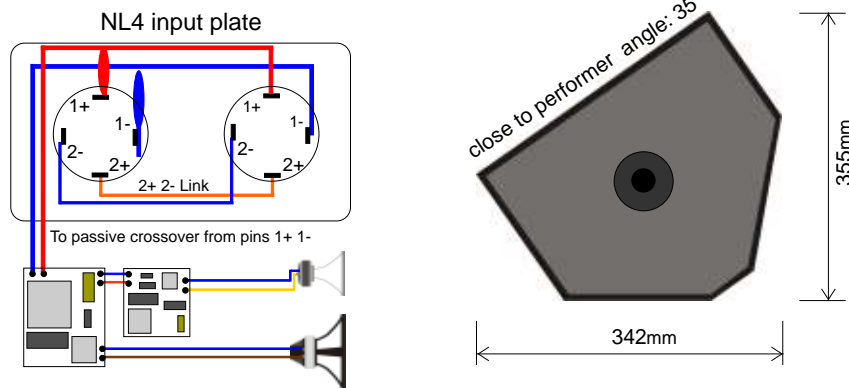 NL4 input plate
1+
1-
2-
2+
1+
1-
2-
2+
2+ 2- Link
To passive crossover from pins 1+ 1-
close to performer angle: 35
355mm
342mm